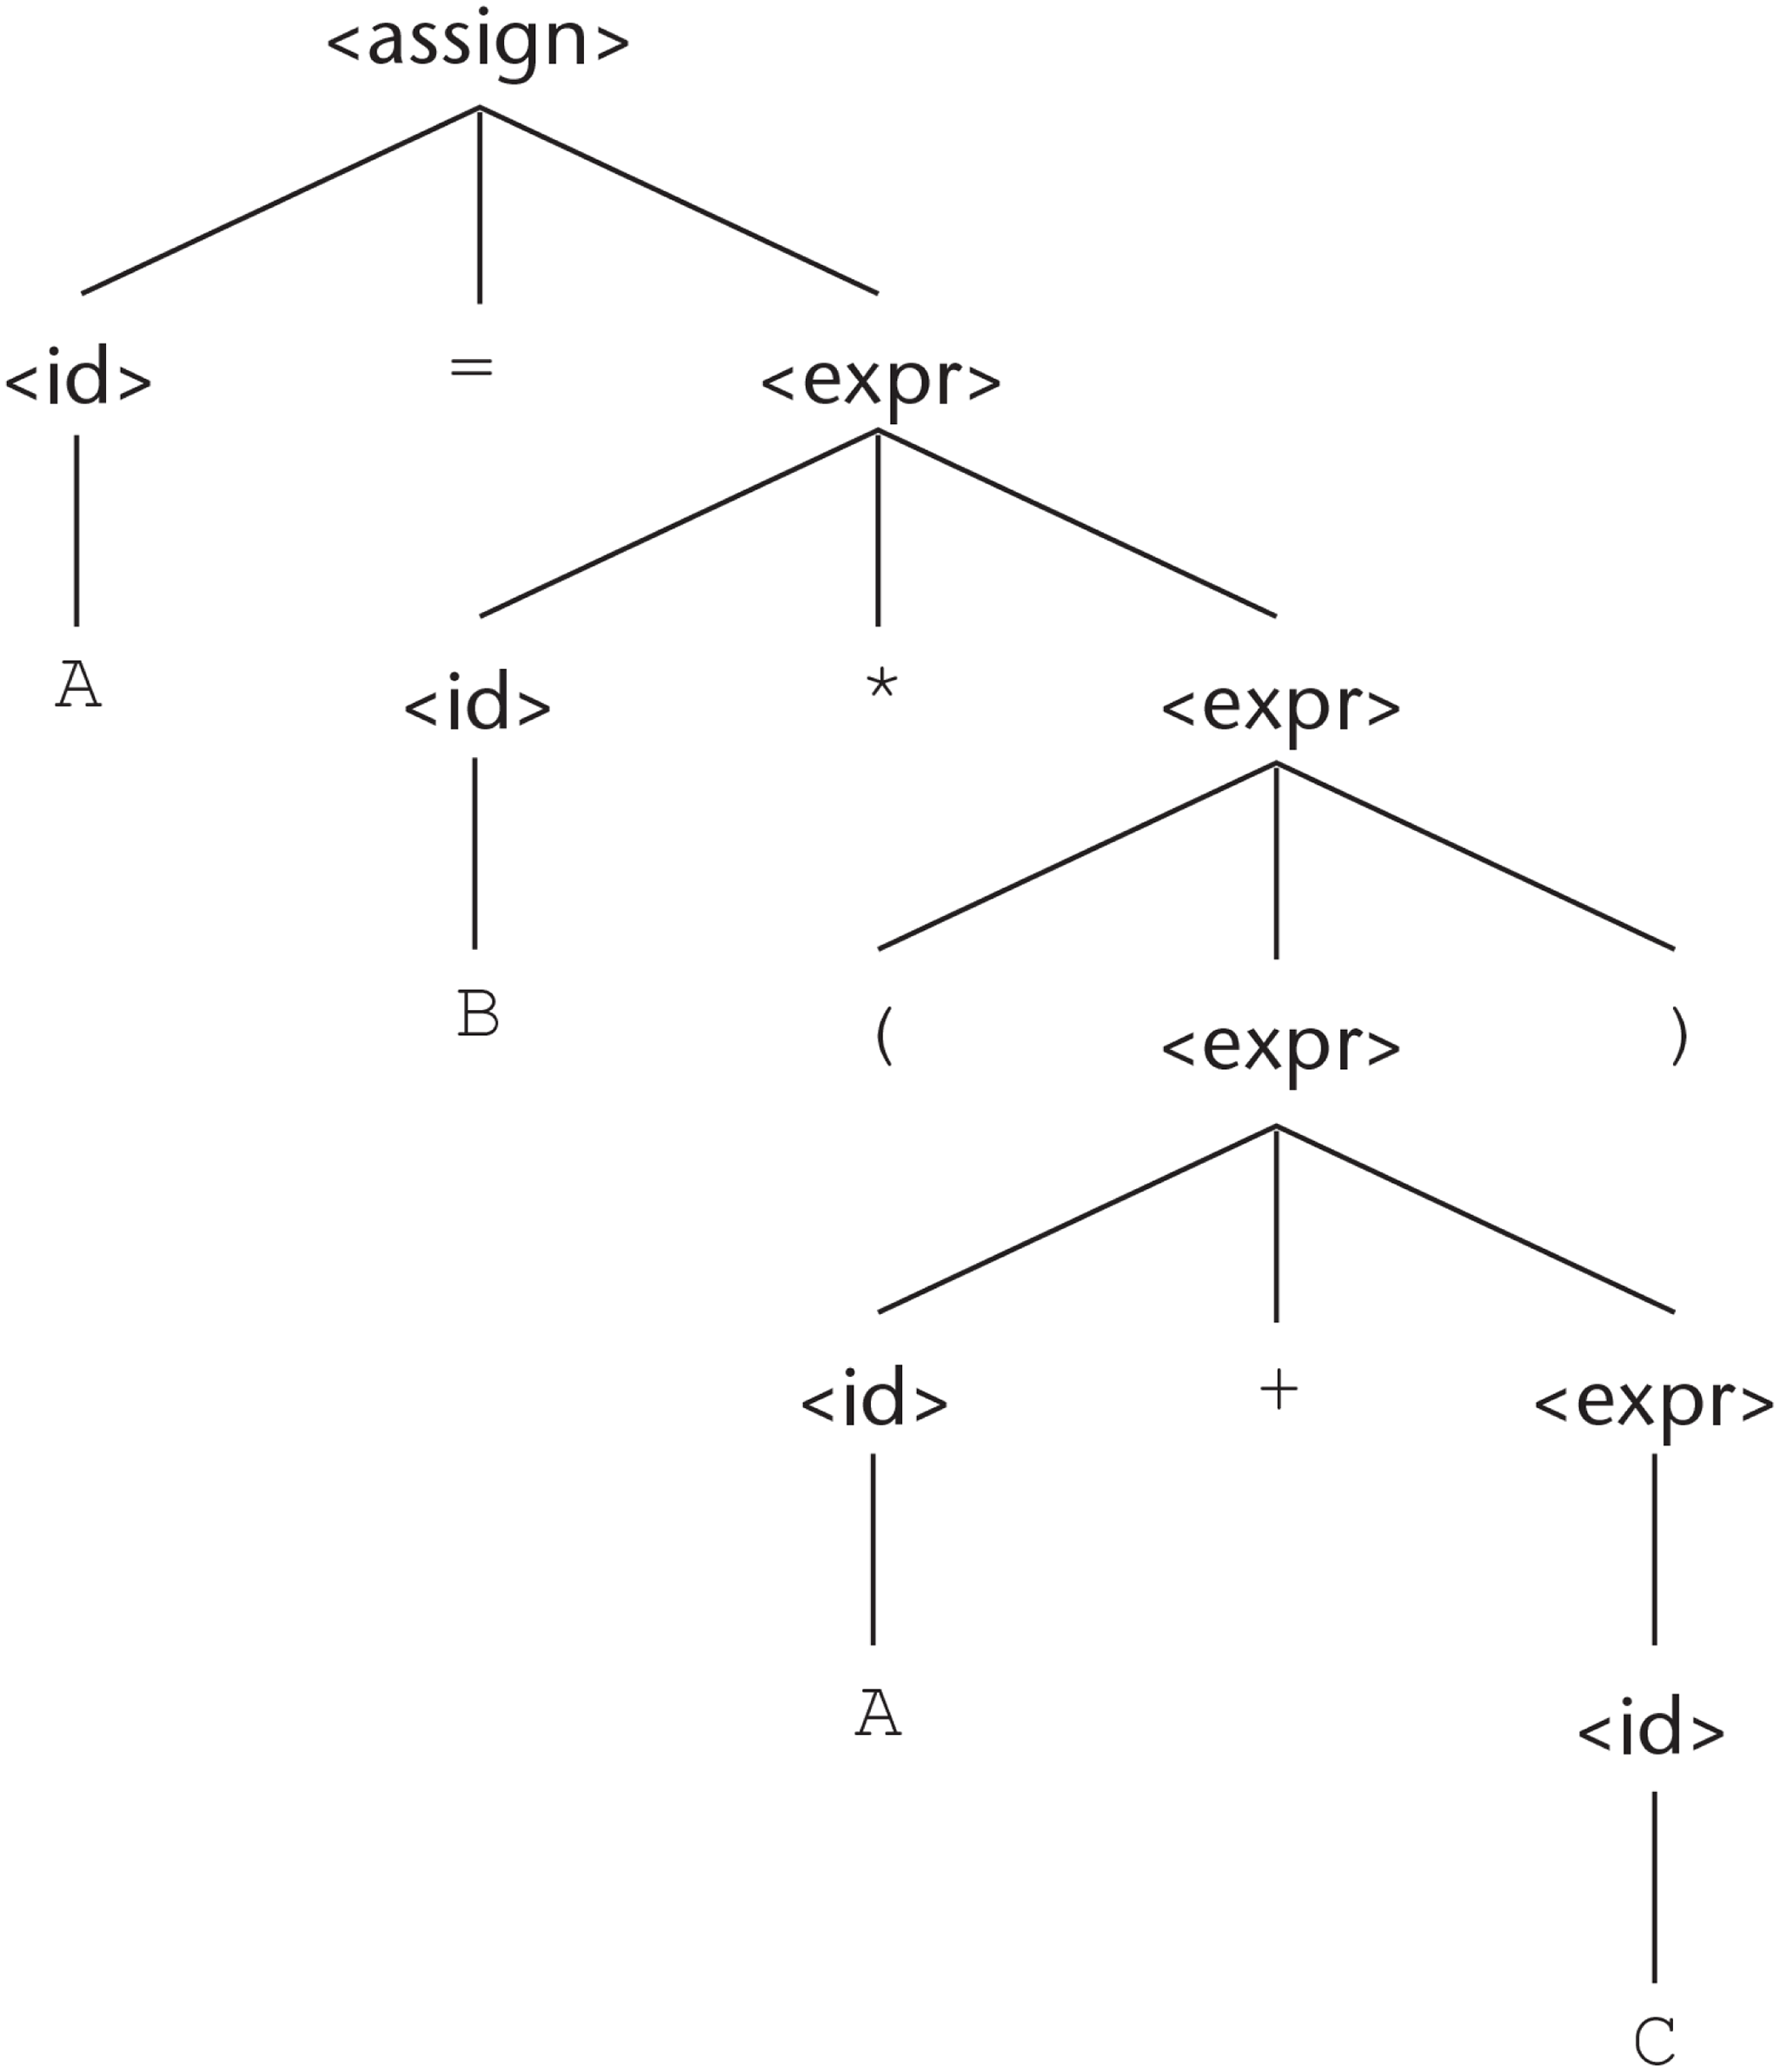 <assign>
<id> = <expr>
A <id> * <expr>
B ( <expr> )
<id> + <expr>
A <id>
C